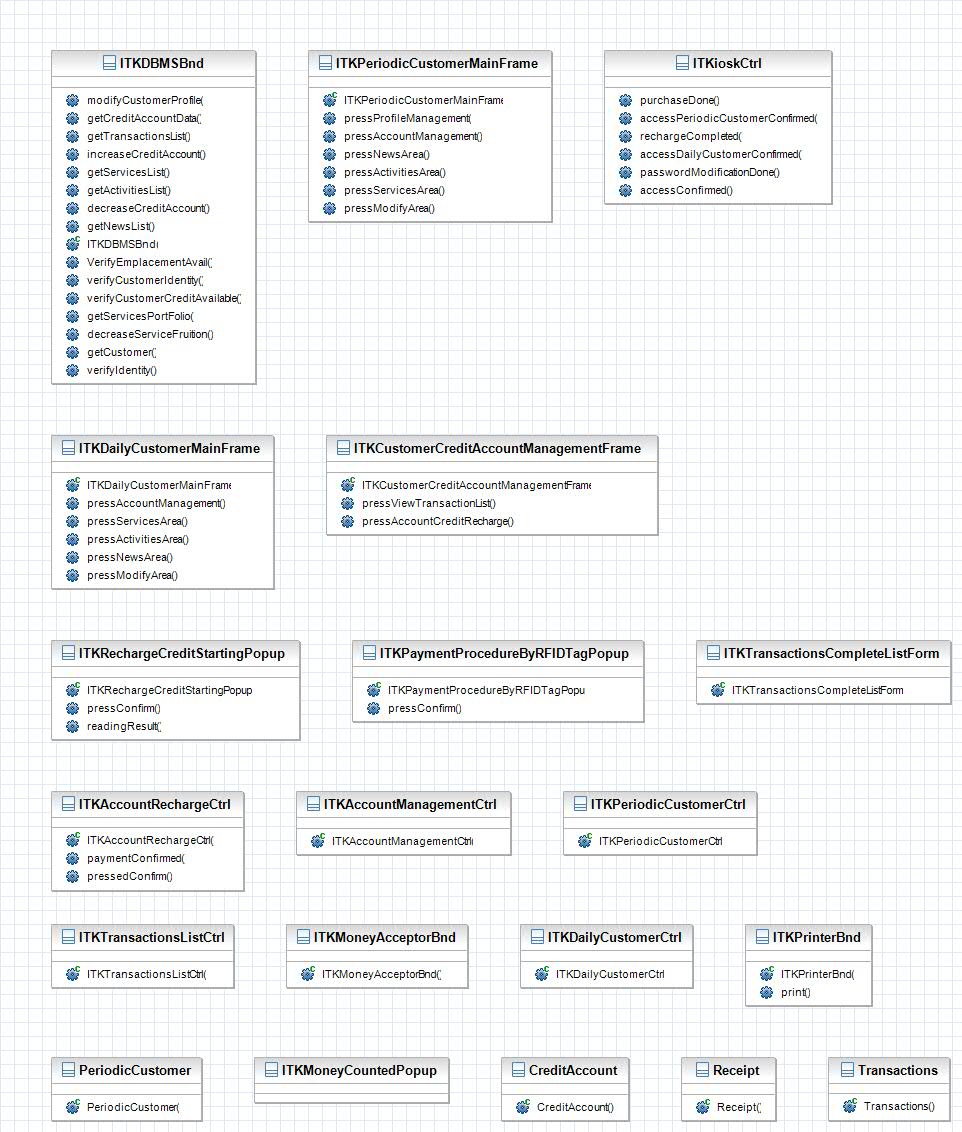 ITKDBMSBnd
modifyCustomerProfile(
getCreditAccountData(
getTransactionsList()
increaseCreditAccount()
getServicesList()
getActivitiesList()
decreaseCreditAccount()
getNewsList()
ITKDBMSBnd(
VerifyEmplacementAvail(
verifyCustomerIdentity(
verifyCustomerCreditAvailable(
getServicesPortFolio(
decreaseServiceFruition()
getCustomer(
verifyIdentity()
ITKPeriodicCustomerMainFrame
ITKPeriodicCustomerMainFrame
pressProfileManagement(
pressAccountManagement()
pressNewsArea()
pressActivitiesArea()
pressServicesArea()
pressModifyArea()
ITKioskCtrl
purchaseDone()
accessPeriodicCustomerConfirmed(
rechargeCompleted(
accessDailyCustomerConfirmed(
passwordModificationDone()
accessConfirmed()
ITKDailyCustomerMainFrame
ITKDailyCustomerMainFrame
pressAccountManagement()
pressServicesArea()
pressActivitiesArea()
pressNewsArea()
pressModifyArea()
ITKCustomerCreditAccountManagementFrame
ITKCustomerCreditAccountManagementFrame
pressViewTransactionList()
pressAccountCreditRecharge()
ITKRechargeCreditStartingPopup
ITKRechargeCreditStartingPopup
pressConfirm()
readingResult(
ITKPaymentProcedureByRFIDTagPopup
ITKPaymentProcedureByRFIDTagPopu
pressConfirm()
ITKTransactionsCompleteListForm
ITKTransactionsCompleteListForm
ITKAccountRechargeCtrl
ITKAccountRechargeCtrl(
paymentConfirmed(
pressedConfirm()
ITKAccountManagementCtrl
ITKAccountManagementCtrl(
ITKPeriodicCustomerCtrl
ITKPeriodicCustomerCtrl
ITKTransactionsListCtrl
ITKTransactionsListCtrl(
ITKMoneyAcceptorBnd
ITKMoneyAcceptorBnd(
ITKDailyCustomerCtrl
ITKDailyCustomerCtrl
ITKPrinterBnd
ITKPrinterBnd(
print()
PeriodicCustomer
PeriodicCustomer(
ITKMoneyCountedPopup
CreditAccount
CreditAccount()
Receipt
Receipt(
Transactions
Transactions()